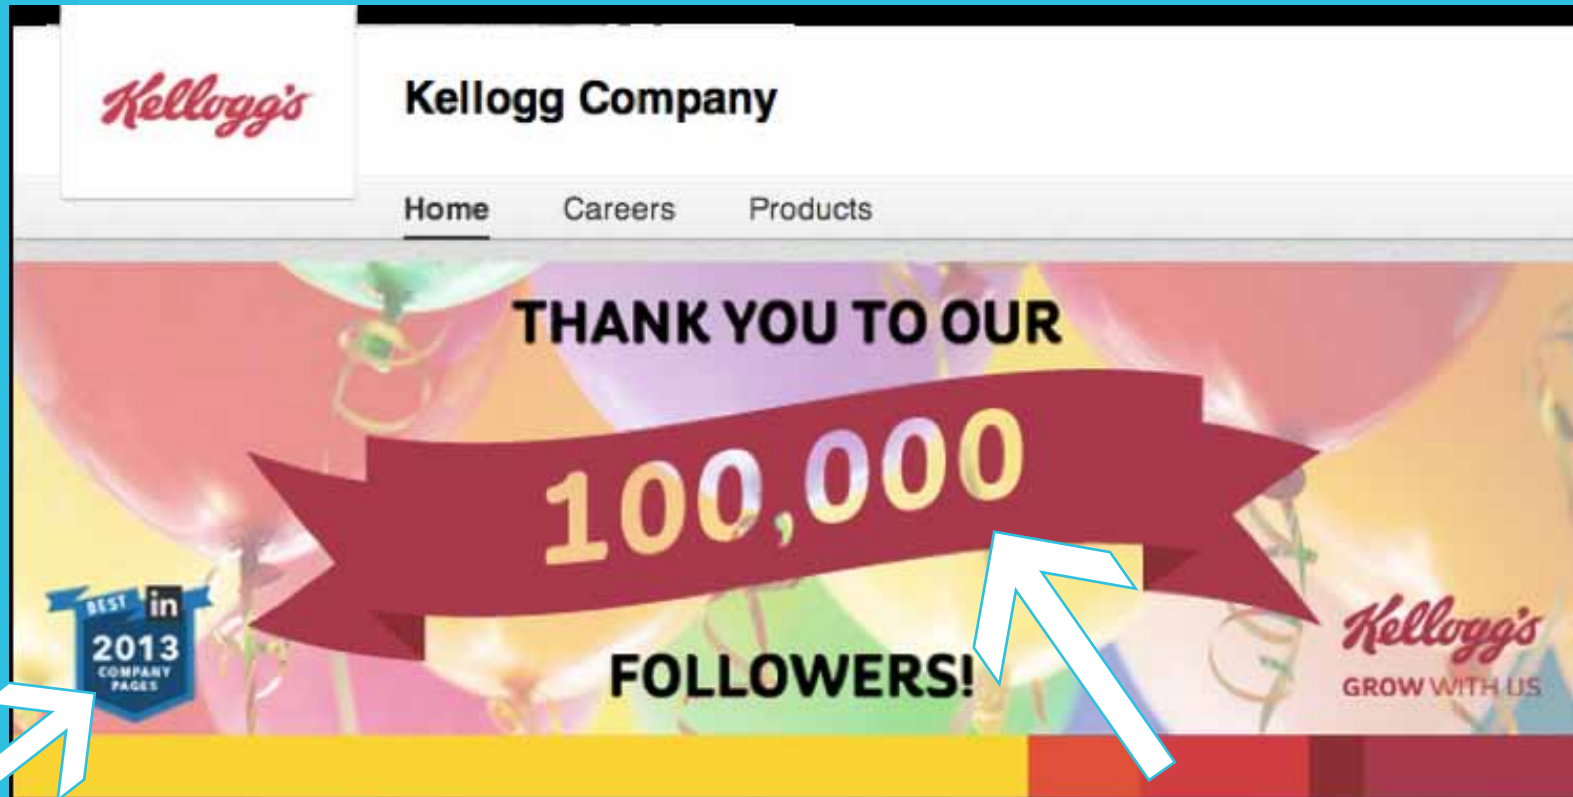 Kellogg's
Kellogg Company
Home Careers Products
THANK YOU TO OUR
100,000
FOLLOWERS!
BEST in
2013
COMPANY
PAGES
Kellogg's
GROW WITH US